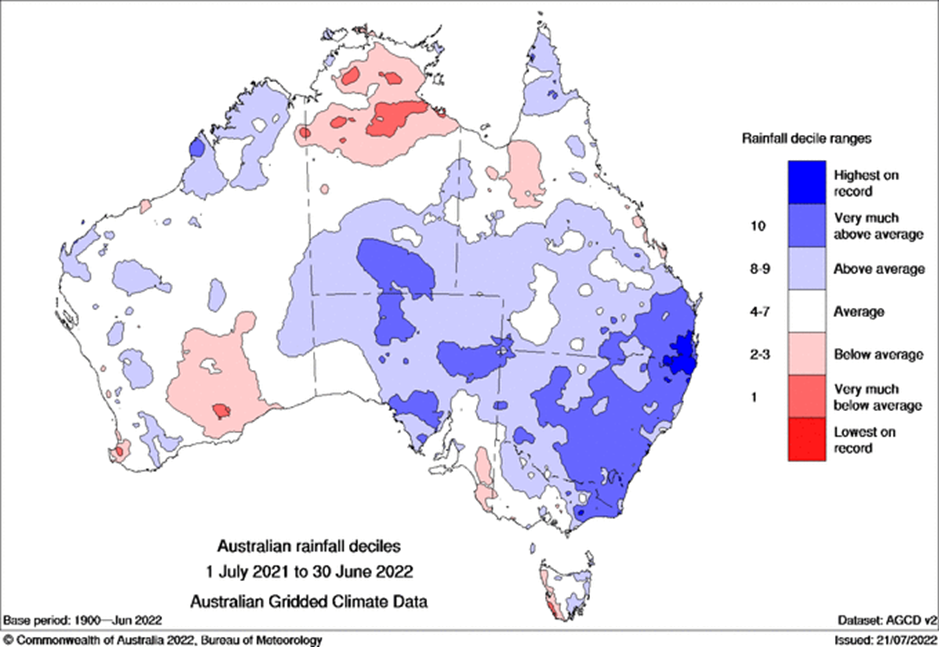 Rainfall decile ranges
Highest on
record
10
Very much
above average
8-9
Above average
4-7
Average
2-3
Below average
1
Very much
below average
Lowest on
record
Australian rainfall deciles
1 July 2021 to 30 June 2022
Australian Gridded Climate Data
Base period: 1900—Jun 2022
Dataset: AGCD v2
© Commonwealth of Australia 2022, Bureau of Meteorology
Issued: 21/07/2022